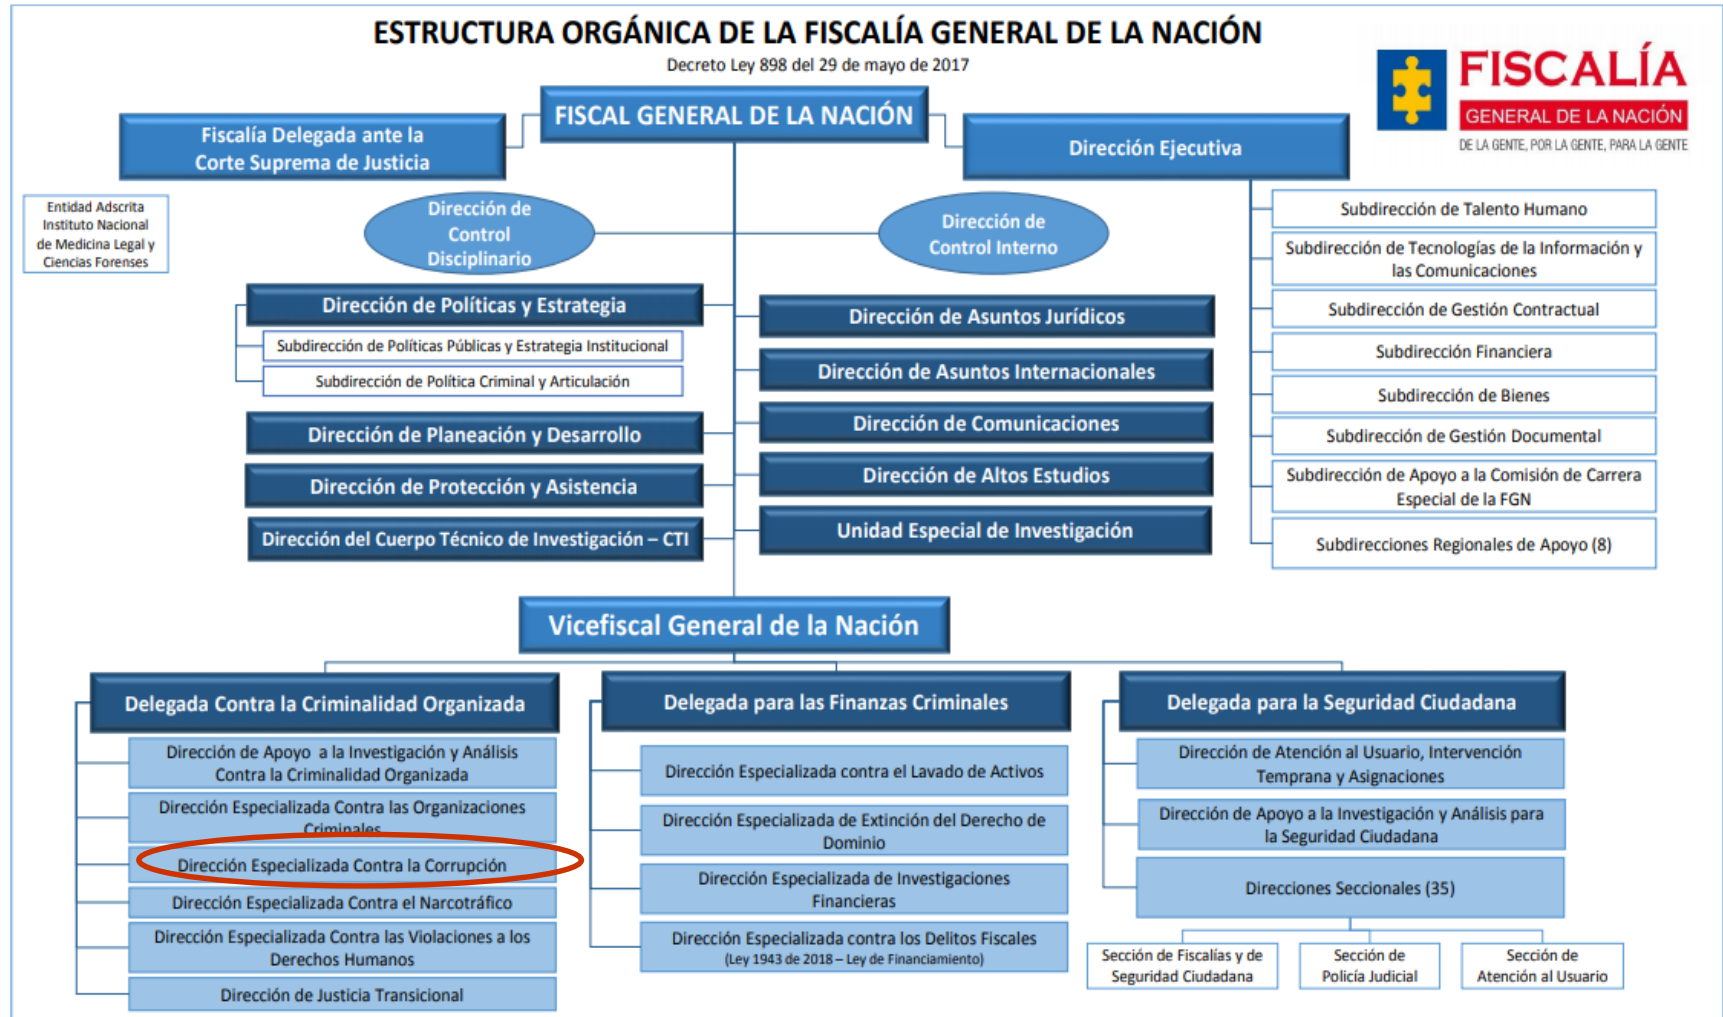 ESTRUCTURA ORGÁNICA DE LA FISCALÍA GENERAL DE LA NACIÓN
Decreto Ley 898 del 29 de mayo de 2017
FISCALÍA
GENERAL DE LA NACIÓN
DE LA GENTE, POR LA GENTE, PARA LA GENTE
FISCAL GENERAL DE LA NACIÓN
Fiscalía Delegada ante la
Corte Suprema de Justicia
Dirección Ejecutiva
Entidad Adscrita
Instituto Nacional
de Medicina Legal y
Ciencias Forenses
Dirección de
Control
Disciplinario
Dirección de
Control Interno
Subdirección de Talento Humano
Subdirección de Tecnologías de la Información y
las Comunicaciones
Subdirección de Gestión Contractual
Subdirección Financiera
Subdirección de Bienes
Subdirección de Gestión Documental
Subdirección de Apoyo a la Comisión de Carrera
Especial de la FGN
Subdirecciones Regionales de Apoyo (8)
Dirección de Políticas y Estrategia
Subdirección de Políticas Públicas y Estrategia Institucional
Subdirección de Política Criminal y Articulación
Dirección de Planeación y Desarrollo
Dirección de Protección y Asistencia
Dirección del Cuerpo Técnico de Investigación – CTI
Dirección de Asuntos Jurídicos
Dirección de Asuntos Internacionales
Dirección de Comunicaciones
Dirección de Altos Estudios
Unidad Especial de Investigación
Vicefiscal General de la Nación
Delegada Contra la Criminalidad Organizada
Dirección de Apoyo a la Investigación y Análisis
Contra la Criminalidad Organizada
Dirección Especializada Contra las Organizaciones
Criminales
Dirección Especializada Contra la Corrupción
Dirección Especializada Contra el Narcotráfico
Dirección Especializada Contra las Violaciones a los
Derechos Humanos
Dirección de Justicia Transicional
Delegada para las Finanzas Criminales
Dirección Especializada contra el Lavado de Activos
Dirección Especializada de Extinción del Derecho de
Dominio
Dirección Especializada de Investigaciones
Financieras
Dirección Especializada contra los Delitos Fiscales
(Ley 1943 de 2018 – Ley de Financiamiento)
Delegada para la Seguridad Ciudadana
Dirección de Atención al Usuario, Intervención
Temprana y Asignaciones
Dirección de Apoyo a la Investigación y Análisis para
la Seguridad Ciudadana
Direcciones Seccionales (35)
Sección de Fiscalías y de
Seguridad Ciudadana
Sección de
Policía Judicial
Sección de
Atención al Usuario